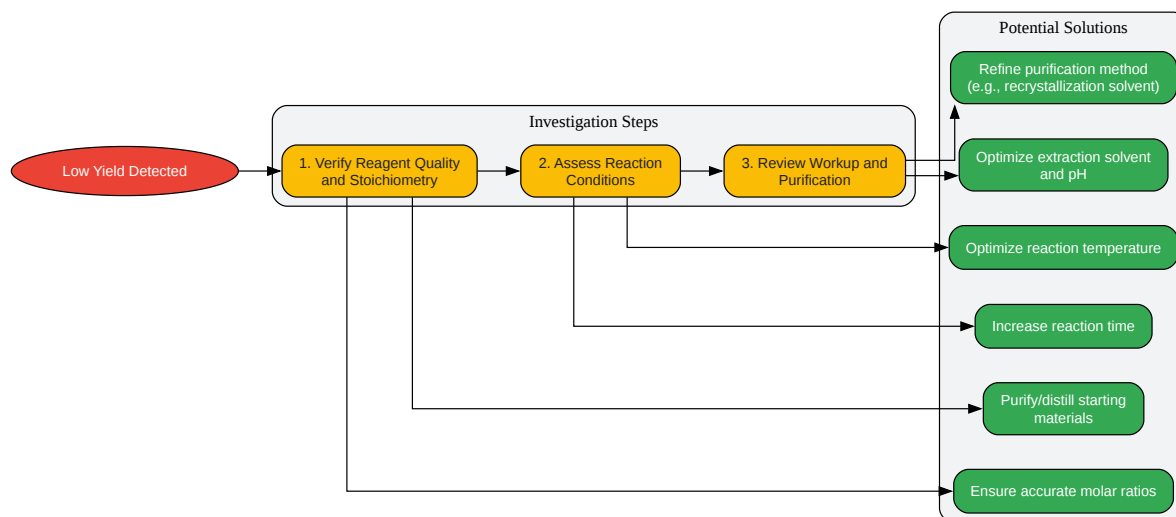 Potential Solutions
Refine purification method
(e.g., recrystallization solvent)
Investigation Steps
Low Yield Detected
1. Verify Reagent Quality
and Stoichiometry
2. Assess Reaction
Conditions
3. Review Workup and
Purification
Optimize extraction solvent
and pH
Optimize reaction temperature
Increase reaction time
Purify/distill starting
materials
Ensure accurate molar ratios